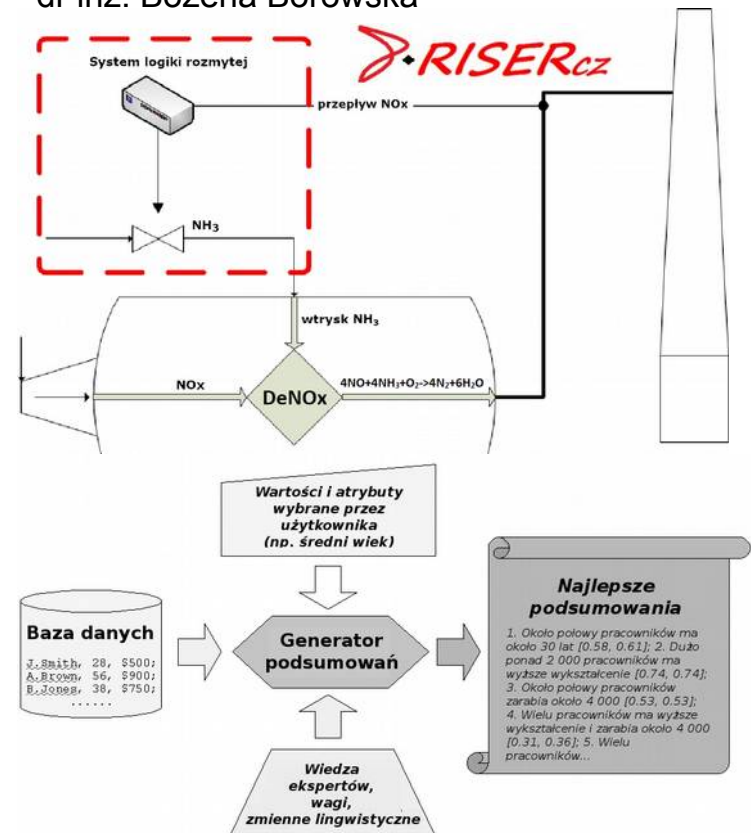 dr inż. Bożena Borowska
System logiki rozmytej
RISERcz
przepływ NOx
NH3
wtrysk NH3
NOx
DeNOx
4NO+4NH3+O2->4N2+6H2O
Wartości i atrybuty
wybrane przez
użytkownika
(np. średni wiek)
Baza danych
J.Smith, 28, $500;
A.Brown, 56, $900;
B.Jones, 38, $750;
......
Generator
podsumowań
Najlepsze
podsumowania
1. Około połowy pracowników ma
około 30 lat [0.58, 0.61]; 2. Dużo
ponad 2 000 pracowników ma
wyższe wykształcenie [0.74, 0.74];
3. Około połowy pracowników
zarabia około 4 000 [0.53, 0.53];
4. Wielu pracowników ma wyższe
wykształcenie i zarabia około 4 000
[0.31, 0.36]; 5. Wielu
pracowników...
Wiedza
ekspertów,
wagi,
zmienne lingwistyczne